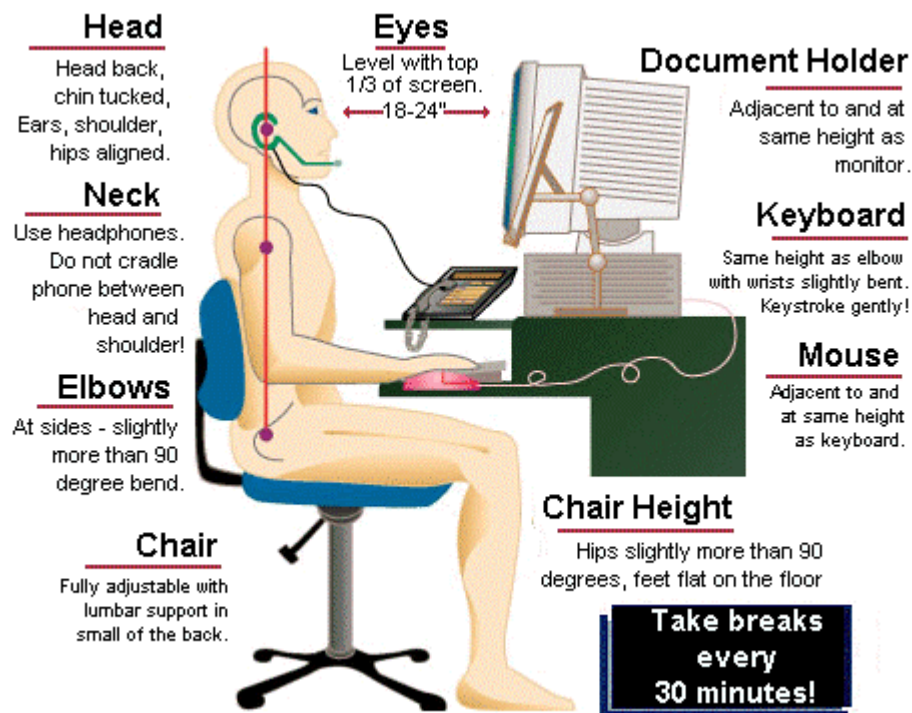 Head
Head back,
chin tucked,
Ears, shoulder,
hips aligned.
Neck
Use headphones.
Do not cradle
phone between
head and
shoulder!
Elbows
At sides - slightly
more than 90
degree bend.
Chair
Fully adjustable with
lumbar support in
small of the back.
Eyes
Level with top
1/3 of screen.
18-24"
Document Holder
Adjacent to and at
same height as
monitor.
Keyboard
Same height as elbow
with wrists slightly bent.
Keystroke gently!
Mouse
Adjacent to and
at same height
as keyboard.
Chair Height
Hips slightly more than 90
degrees, feet flat on the floor
Take breaks
every
30 minutes!